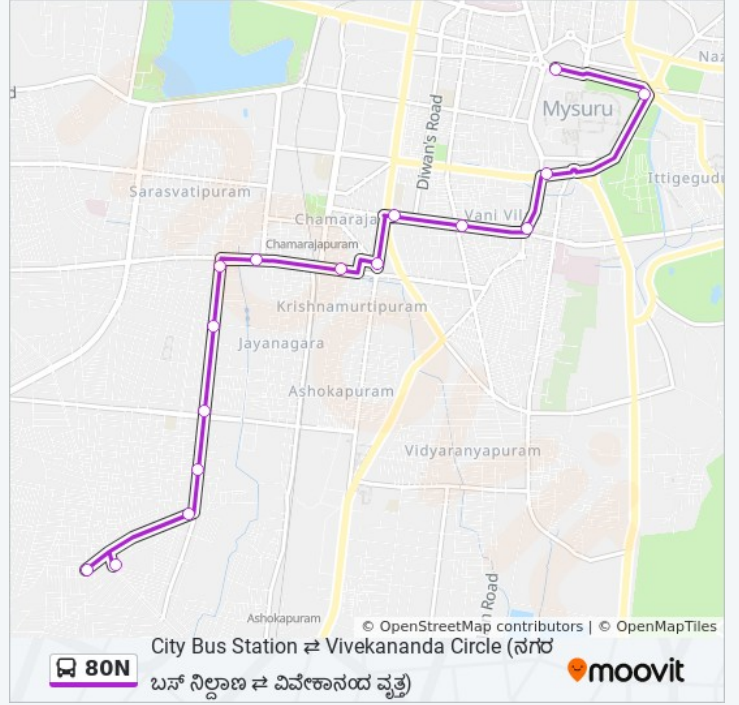 Naz
Mysuru
Diwan's Road
Ittigegudu
Sarasvatipuram
Chamaraja
Vani Vil
Chamarajapuram
Krishnamurtipuram
Jayanagara
Ashokapuram
Vidyaranyapuram
Road
Ashokapuram
© OpenStreetMap contributors | © OpenMapTiles
City Bus Station ⇄ Vivekananda Circle (ನಗರ
80N
ಬಸ್ ನಿಲ್ದಾಣ ⇄ ವಿವೇಕಾನಂದ ವೃತ್ತ)
moovit